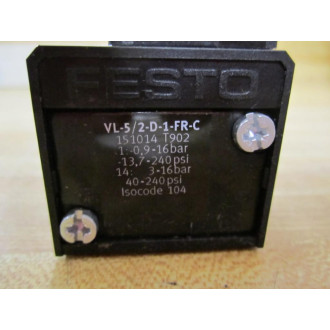 FESTO
VL-5/2-D-1-FR-C
151014 T902
1: -0,9-16bar
-13,7-240psi
14: 3-16bar
40-240psi
Isocode 104